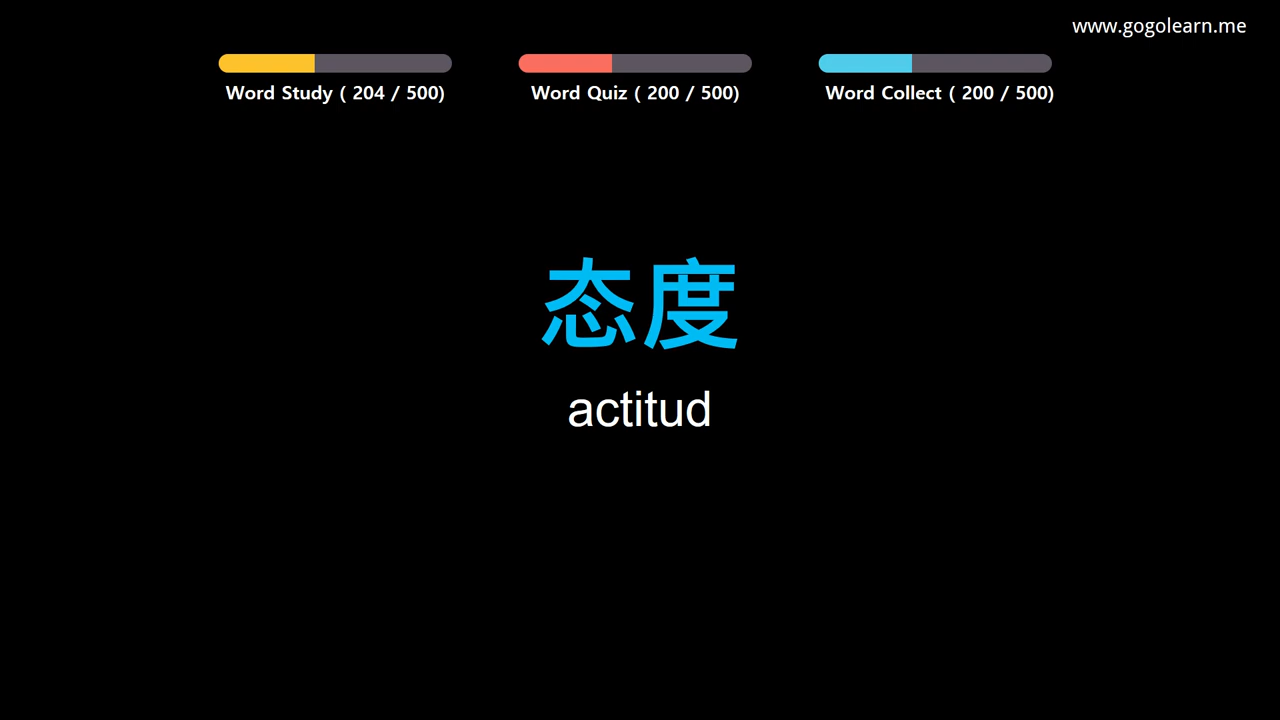 www.gogolearn.me
Word Study ( 204 / 500)
Word Quiz ( 200 / 500)
Word Collect ( 200 / 500)
态度
actitud